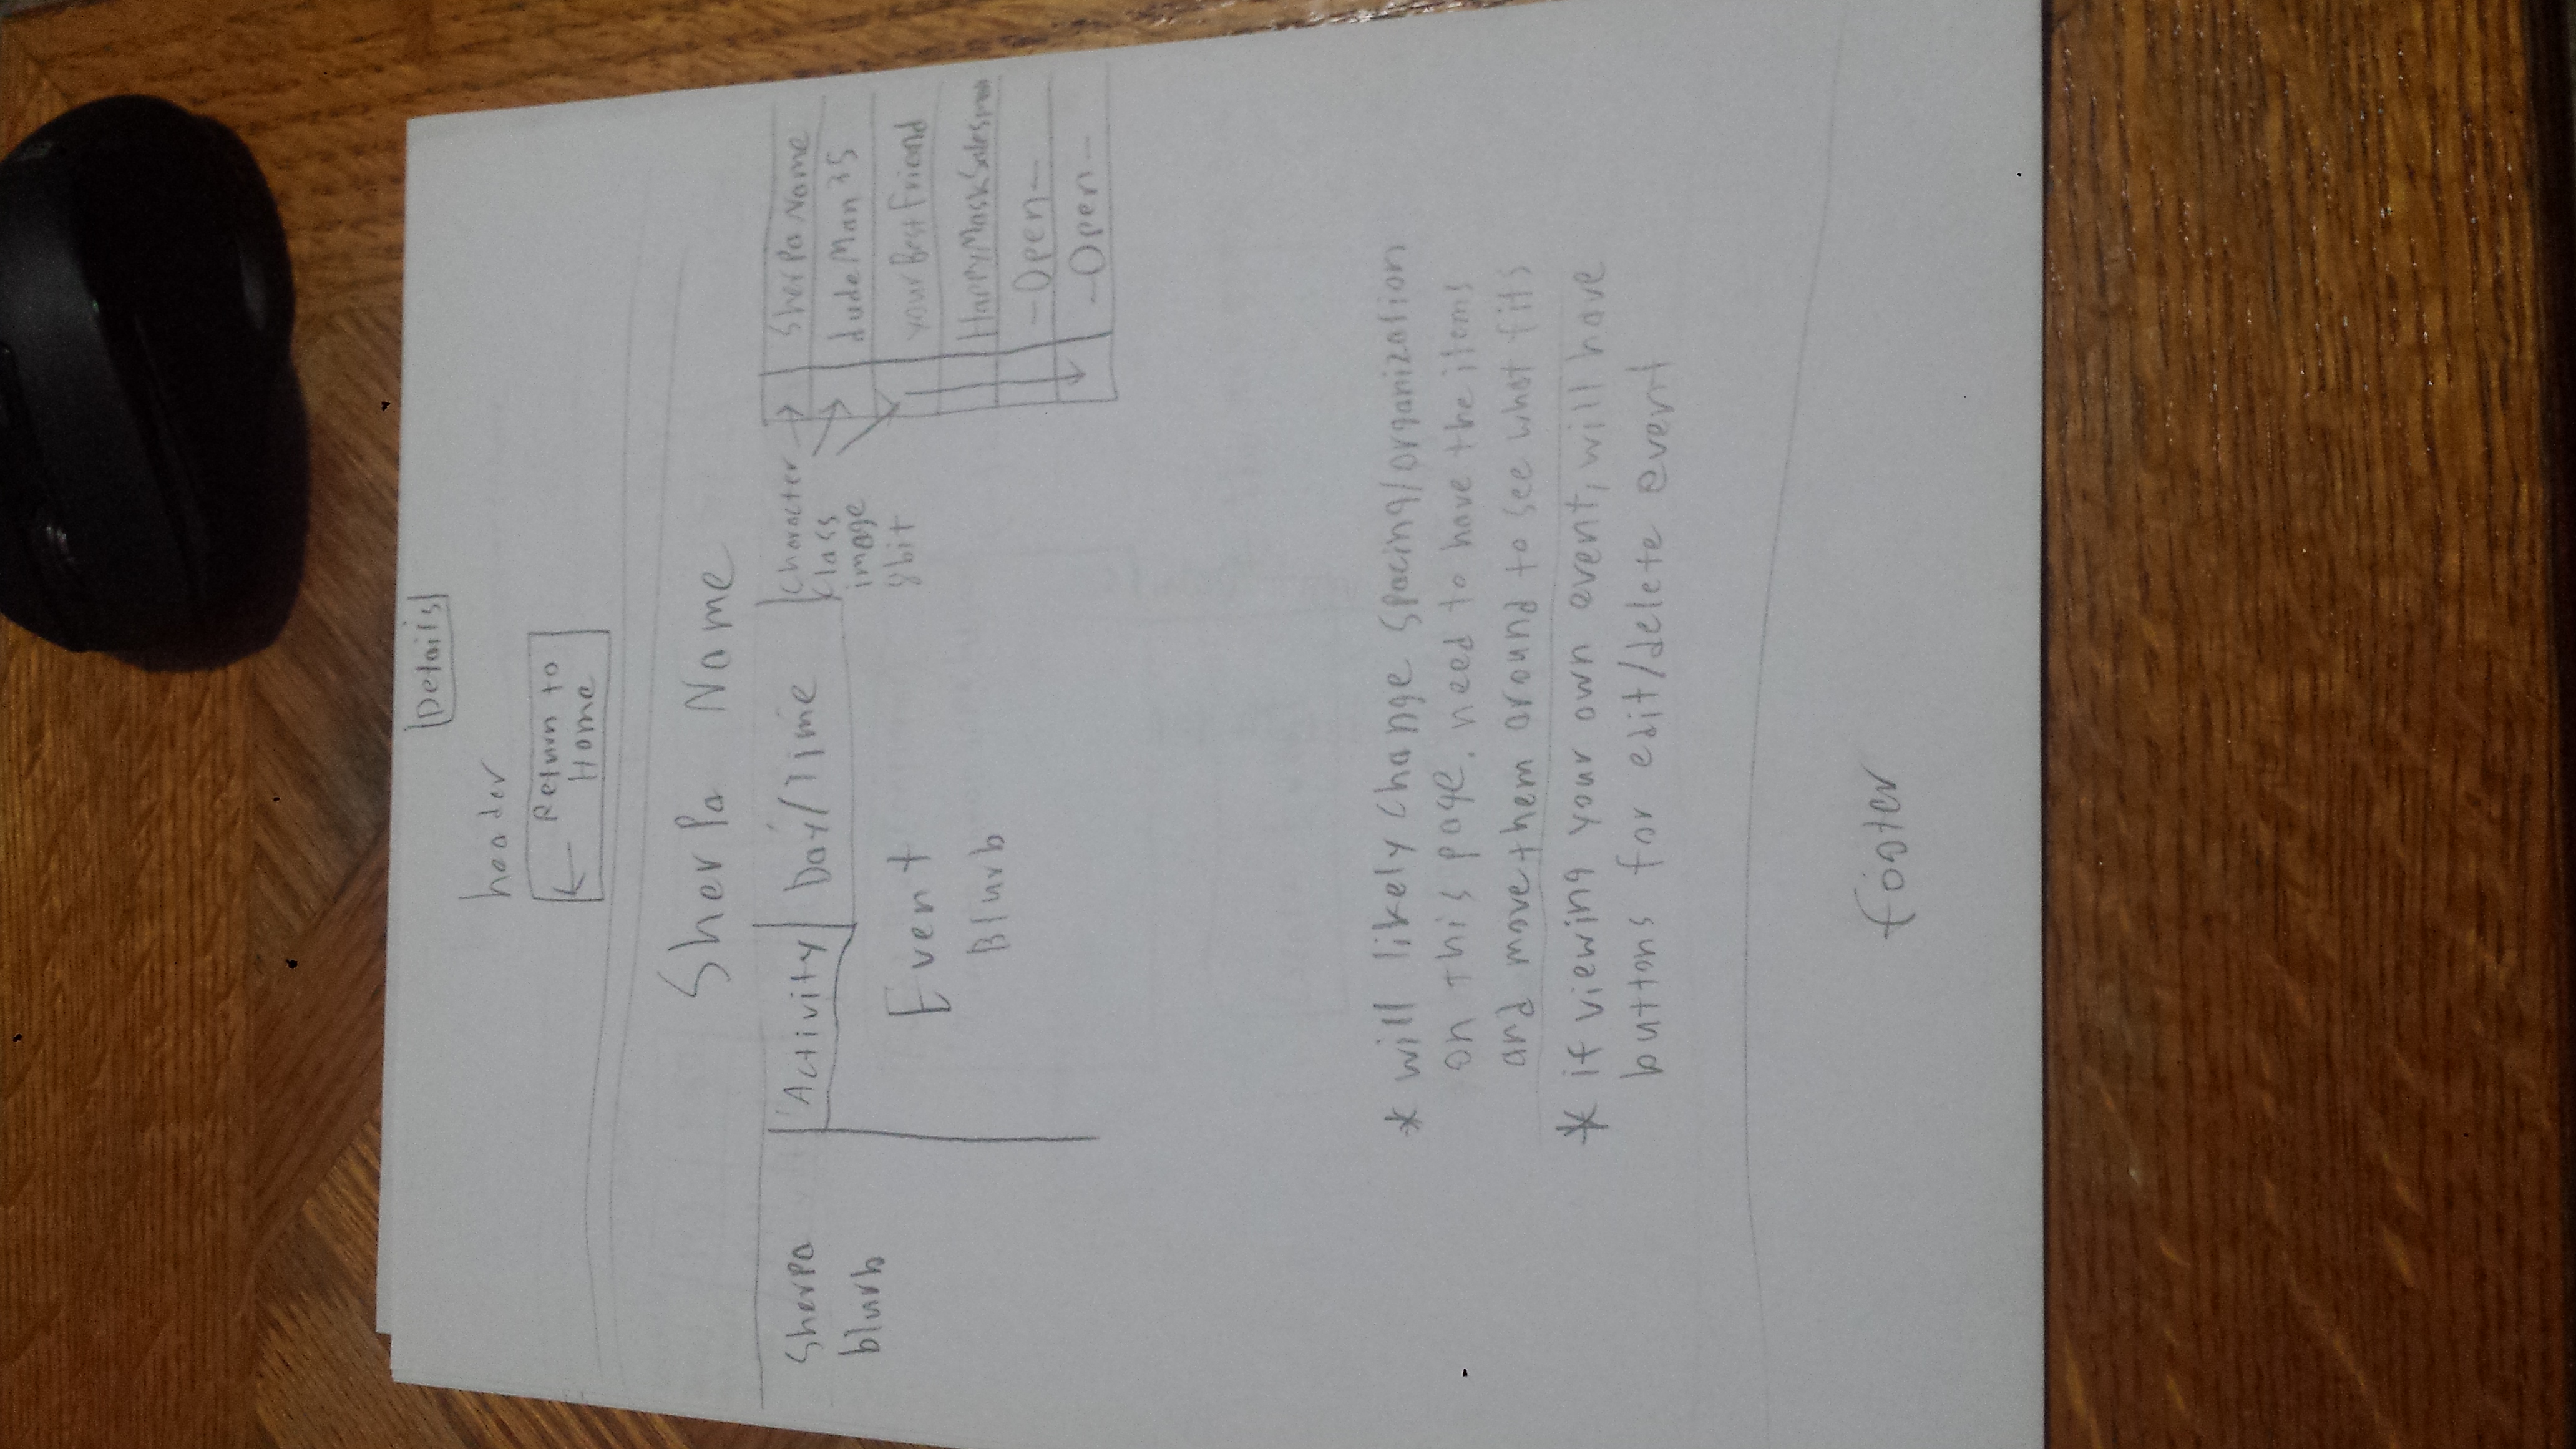 Details
header
← Return to
Home
Sherpa Name
Sherpa
blurb
Activity
Day/Time
Event
Blurb
Character
Class
image
8bit
Sherpa Name
dudeMan35
yourBestFriend
HappyMaskSalesman
-Open-
-Open-
* will likely change spacing/organization
on this page. need to have the items
and move them around to see what fits
* if viewing your own event, will have
buttons for edit/delete event
footer